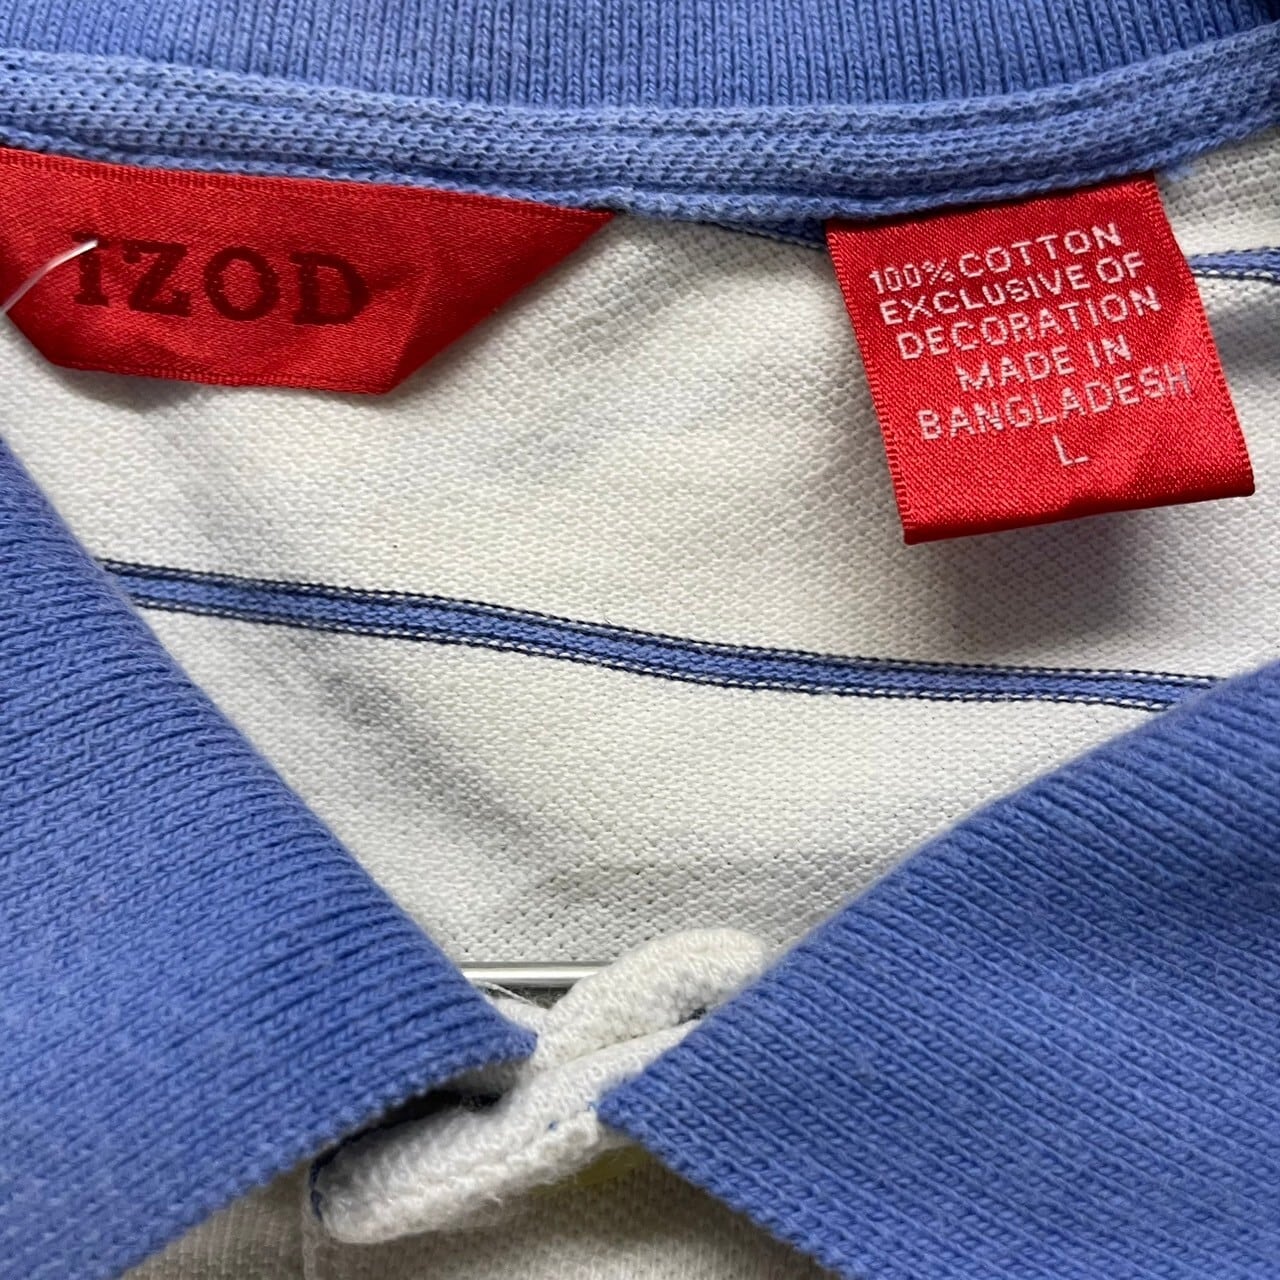 IZOD
100% COTTON
EXCLUSIVE OF
DECORATION
MADE IN
BANGLADESH
L